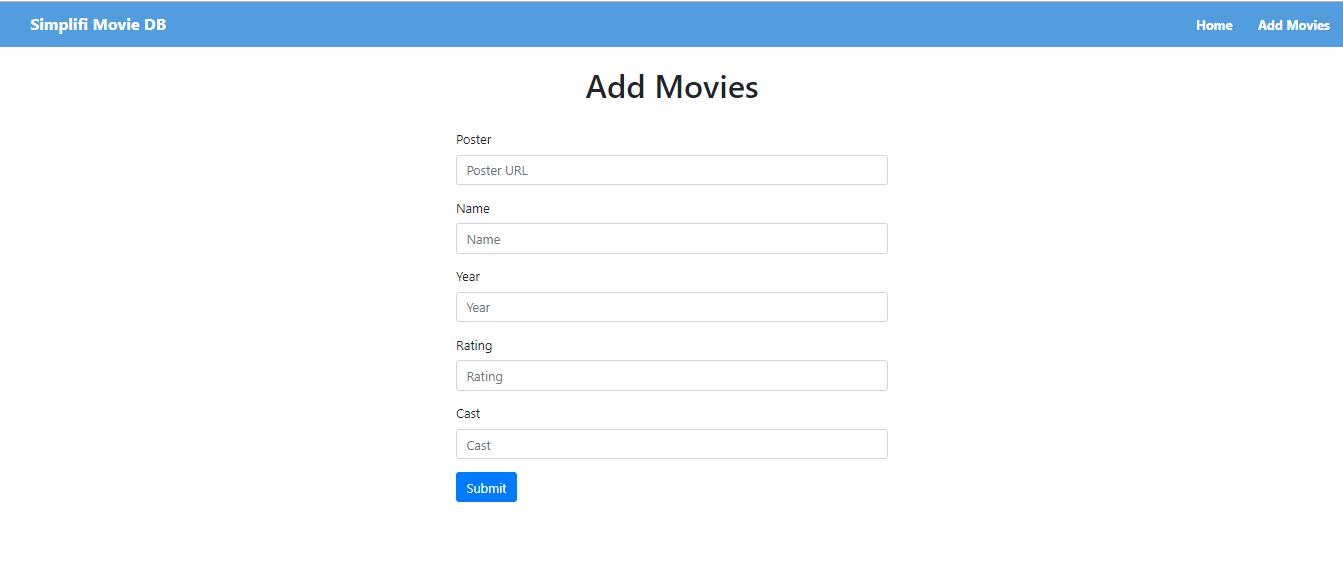 Simplifi Movie DB
Home
Add Movies
Add Movies
Poster
Poster URL
Name
Name
Year
Year
Rating
Rating
Cast
Cast
Submit